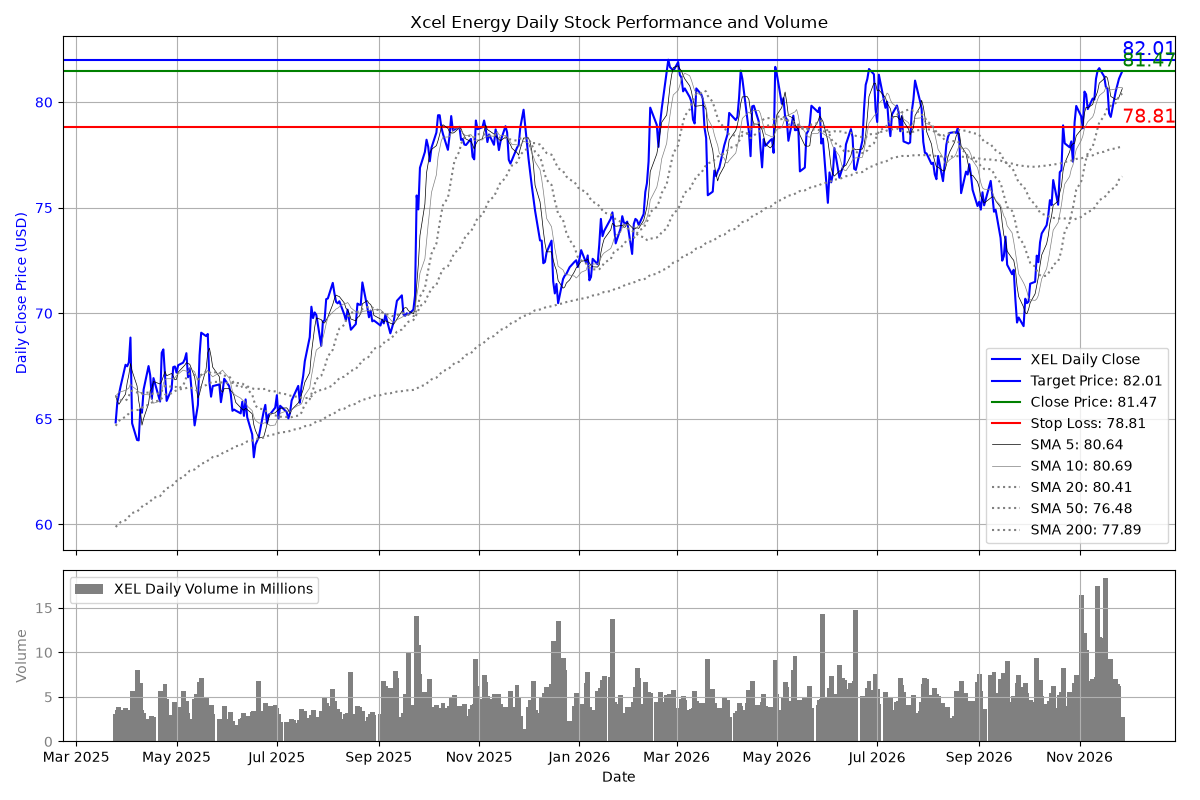 Xcel Energy Daily Stock Performance and Volume
82.01
81.47
78.81
Daily Close Price (USD)
80
75
70
65
60
XEL Daily Close
Target Price: 82.01
Close Price: 81.47
Stop Loss: 78.81
SMA 5: 80.64
SMA 10: 80.69
SMA 20: 80.41
SMA 50: 76.48
SMA 200: 77.89
XEL Daily Volume in Millions
Volume
15
10
5
0
Mar 2025 May 2025 Jul 2025 Sep 2025 Nov 2025 Jan 2026 Mar 2026 May 2026 Jul 2026 Sep 2026 Nov 2026
Date